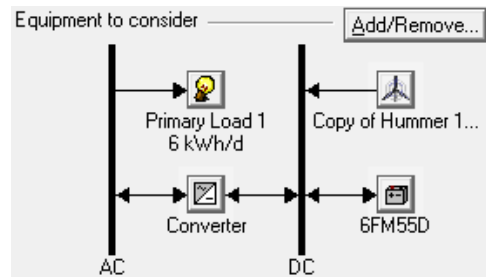 Equipment to consider Add/Remove...
Primary Load 1 Copy of Hummer 1...
6 kWh/d
Converter 6FM55D
AC DC